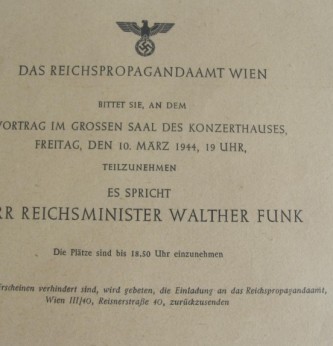 DAS REICHSPROPAGANDAAMT WIEN
BITTET SIE, AN DEM
VORTRAG IM GROSSEN SAAL DES KONZERTHAUSES,
FREITAG, DEN 10. MÄRZ 1944, 19 UHR,
TEILZUNEHMEN
ES SPRICHT
RR REICHSMINISTER WALTHER FUNK
Die Plätze sind bis 18.50 Uhr einzunehmen
rscheinen verhindert sind, wird gebeten, die Einladung an das Reichspropagandaamt,
Wien III/40, Reisnerstraße 40, zurückzusenden